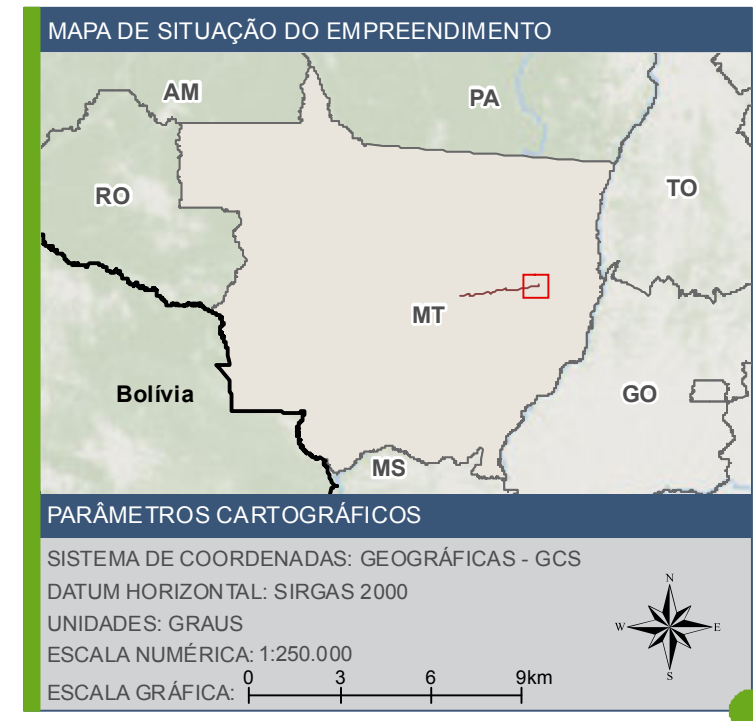 MAPA DE SITUAÇÃO DO EMPREENDIMENTO
AM
PA
RO
TO
MT
Bolívia
GO
MS
PARÂMETROS CARTOGRÁFICOS
SISTEMA DE COORDENADAS: GEOGRÁFICAS - GCS
DATUM HORIZONTAL: SIRGAS 2000
UNIDADES: GRAUS
ESCALA NUMÉRICA: 1:250.000
ESCALA GRÁFICA: 0 3 6 9km
N
W E
S